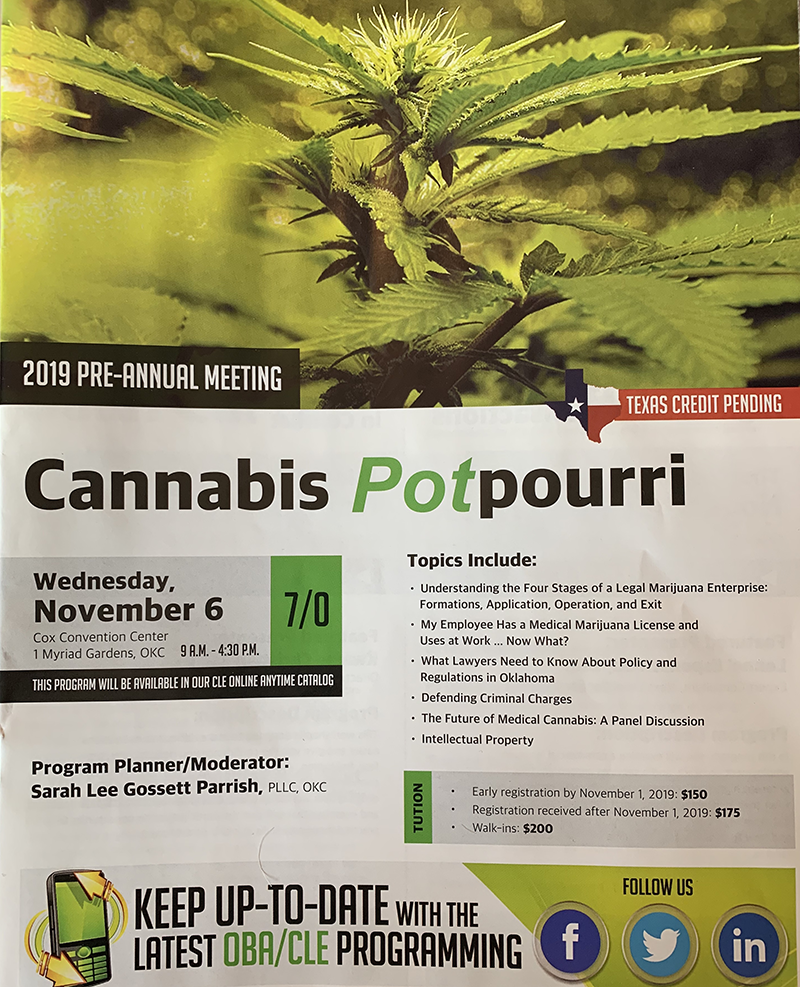 2019 PRE-ANNUAL MEETING
TEXAS CREDIT PENDING
Cannabis Potpourri
Wednesday,
November 6
Cox Convention Center
1 Myriad Gardens, OKC 9 A.M. - 4:30 P.M.
7/0
THIS PROGRAM WILL BE AVAILABLE IN OUR CLE ONLINE ANYTIME CATALOG
Program Planner/Moderator:
Sarah Lee Gossett Parrish, PLLC, OKC
Topics Include:
· Understanding the Four Stages of a Legal Marijuana Enterprise:
Formations, Application, Operation, and Exit
· My Employee Has a Medical Marijuana License and
Uses at Work ... Now What?
· What Lawyers Need to Know About Policy and
Regulations in Oklahoma
· Defending Criminal Charges
· The Future of Medical Cannabis: A Panel Discussion
· Intellectual Property
TUTION
· Early registration by November 1, 2019: $150
· Registration received after November 1, 2019: $175
· Walk-ins: $200
KEEP UP-TO-DATE WITH THE
LATEST OBA/CLE PROGRAMMING
FOLLOW US
f
in